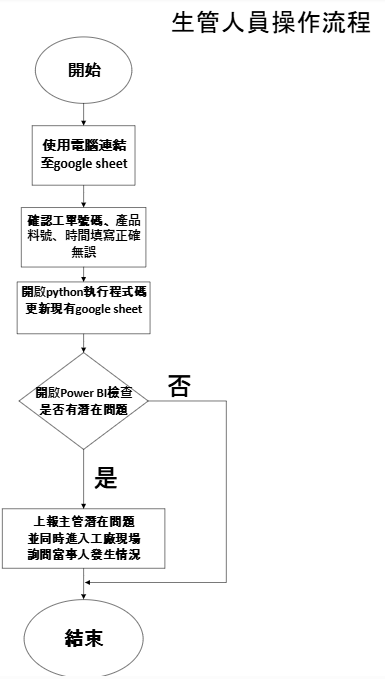 生管人員操作流程
開始
使用電腦連結
至google sheet
確認工單號碼、產品
料號、時間填寫正確
無誤
開啟python執行程式碼
更新現有google sheet
開啟Power BI檢查
是否有潛在問題
否
是
上報主管潛在問題
並同時進入工廠現場
詢問當事人發生情況
結束